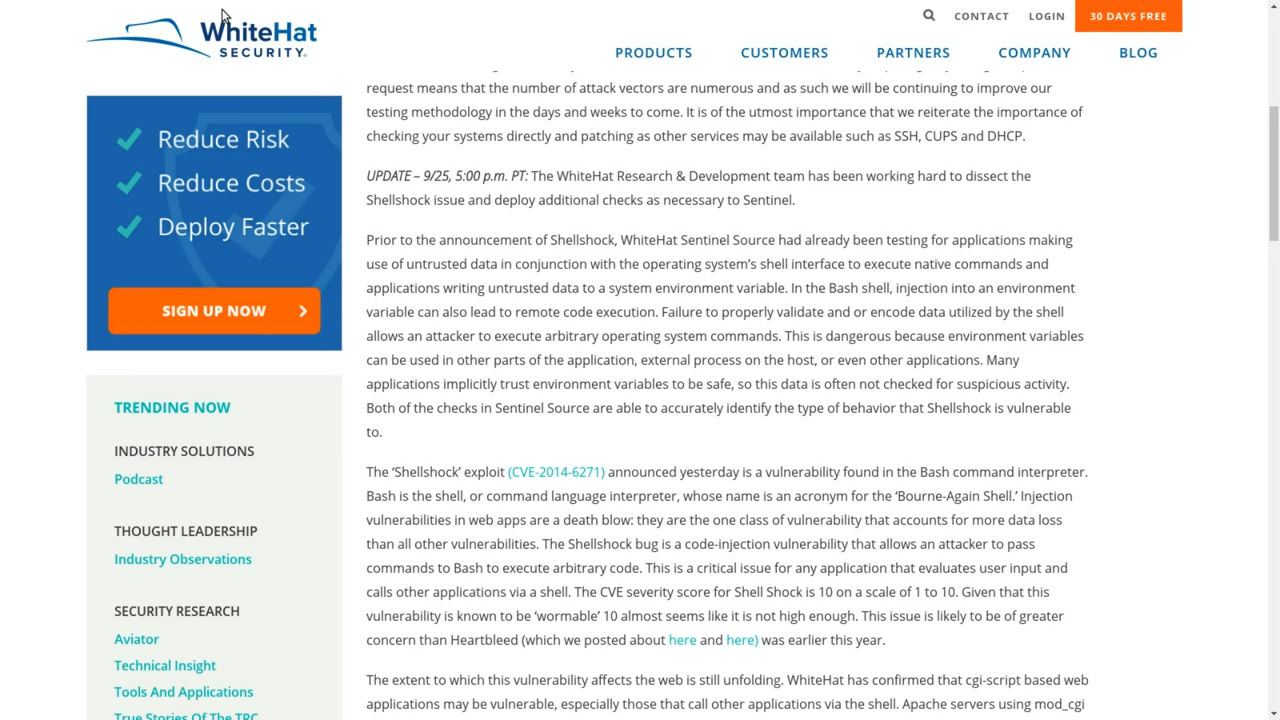 WhiteHat
SECURITY.
CONTACT
LOGIN
30 DAYS FREE
PRODUCTS
CUSTOMERS
PARTNERS
COMPANY
BLOG
Reduce Risk
Reduce Costs
Deploy Faster
SIGN UP NOW
TRENDING NOW
INDUSTRY SOLUTIONS
Podcast
THOUGHT LEADERSHIP
Industry Observations
SECURITY RESEARCH
Aviator
Technical Insight
Tools And Applications
True Stories Of The TRC
request means that the number of attack vectors are numerous and as such we will be continuing to improve our
testing methodology in the days and weeks to come. It is of the utmost importance that we reiterate the importance of
checking your systems directly and patching as other services may be available such as SSH, CUPS and DHCP.
UPDATE – 9/25, 5:00 p.m. PT: The WhiteHat Research & Development team has been working hard to dissect the
Shellshock issue and deploy additional checks as necessary to Sentinel.
Prior to the announcement of Shellshock, WhiteHat Sentinel Source had already been testing for applications making
use of untrusted data in conjunction with the operating system’s shell interface to execute native commands and
applications writing untrusted data to a system environment variable. In the Bash shell, injection into an environment
variable can also lead to remote code execution. Failure to properly validate and or encode data utilized by the shell
allows an attacker to execute arbitrary operating system commands. This is dangerous because environment variables
can be used in other parts of the application, external process on the host, or even other applications. Many
applications implicitly trust environment variables to be safe, so this data is often not checked for suspicious activity.
Both of the checks in Sentinel Source are able to accurately identify the type of behavior that Shellshock is vulnerable
to.
The ‘Shellshock’ exploit (CVE-2014-6271) announced yesterday is a vulnerability found in the Bash command interpreter.
Bash is the shell, or command language interpreter, whose name is an acronym for the ‘Bourne-Again Shell.’ Injection
vulnerabilities in web apps are a death blow: they are the one class of vulnerability that accounts for more data loss
than all other vulnerabilities. The Shellshock bug is a code-injection vulnerability that allows an attacker to pass
commands to Bash to execute arbitrary code. This is a critical issue for any application that evaluates user input and
calls other applications via a shell. The CVE severity score for Shell Shock is 10 on a scale of 1 to 10. Given that this
vulnerability is known to be ‘wormable’ 10 almost seems like it is not high enough. This issue is likely to be of greater
concern than Heartbleed (which we posted about here and here) was earlier this year.
The extent to which this vulnerability affects the web is still unfolding. WhiteHat has confirmed that cgi-script based web
applications may be vulnerable, especially those that call other applications via the shell. Apache servers using mod_cgi